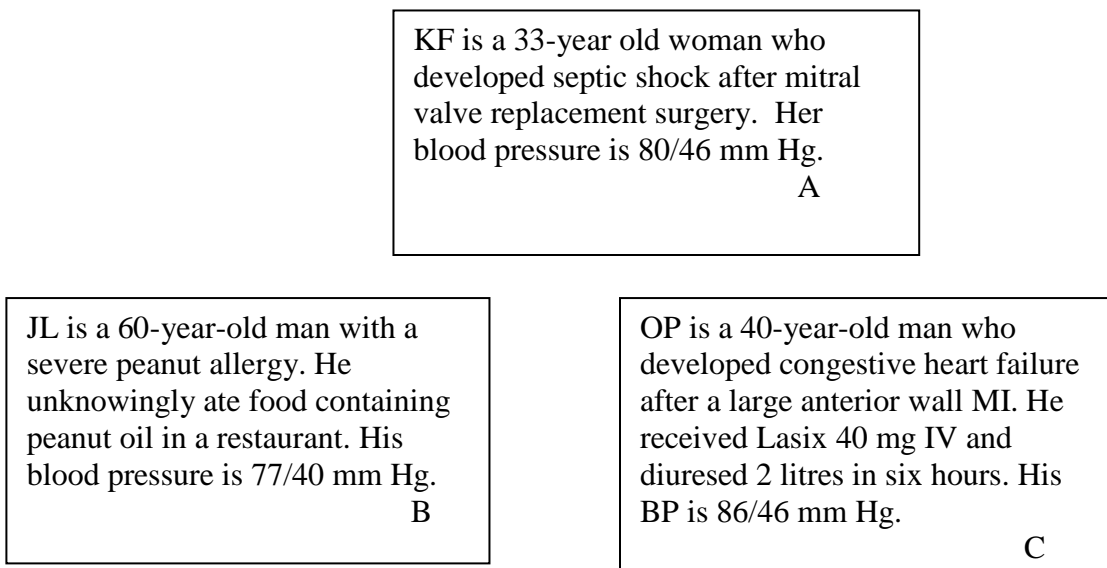 KF is a 33-year old woman who
developed septic shock after mitral
valve replacement surgery.  Her
blood pressure is 80/46 mm Hg.
A
JL is a 60-year-old man with a
severe peanut allergy. He
unknowingly ate food containing
peanut oil in a restaurant. His
blood pressure is 77/40 mm Hg.
B
OP is a 40-year-old man who
developed congestive heart failure
after a large anterior wall MI. He
received Lasix 40 mg IV and
diuresed 2 litres in six hours. His
BP is 86/46 mm Hg.
C